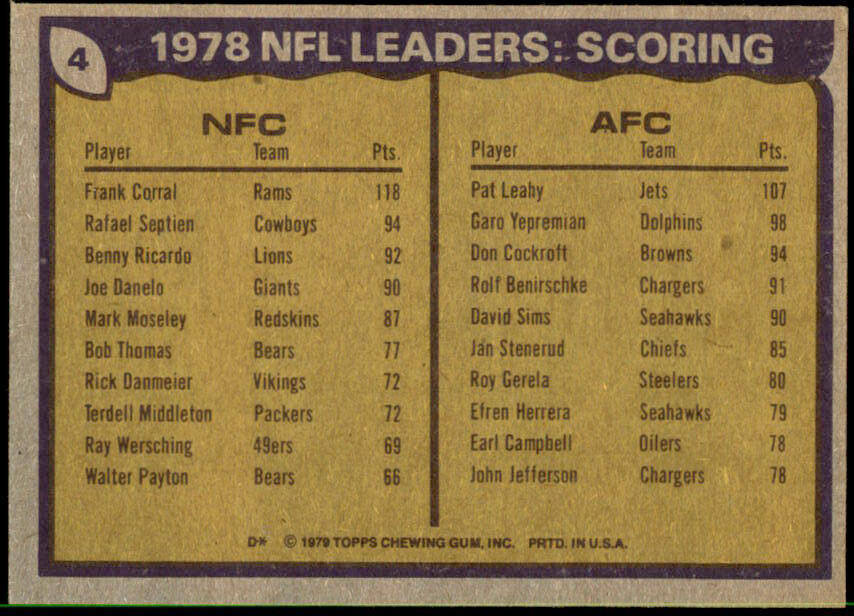 4
1978 NFL LEADERS: SCORING
NFC
Player Team Pts.
Frank Corral Rams 118
Rafael Septien Cowboys 94
Benny Ricardo Lions 92
Joe Danelo Giants 90
Mark Moseley Redskins 87
Bob Thomas Bears 77
Rick Danmeier Vikings 72
Terdell Middleton Packers 72
Ray Wersching 49ers 69
Walter Payton Bears 66
AFC
Player Team Pts.
Pat Leahy Jets 107
Garo Yepremian Dolphins 98
Don Cockroft Browns 94
Rolf Benirschke Chargers 91
David Sims Seahawks 90
Jan Stenerud Chiefs 85
Roy Gerela Steelers 80
Efren Herrera Seahawks 79
Earl Campbell Oilers 78
John Jefferson Chargers 78
D* © 1979 TOPPS CHEWING GUM, INC. PRTD. IN U.S.A.